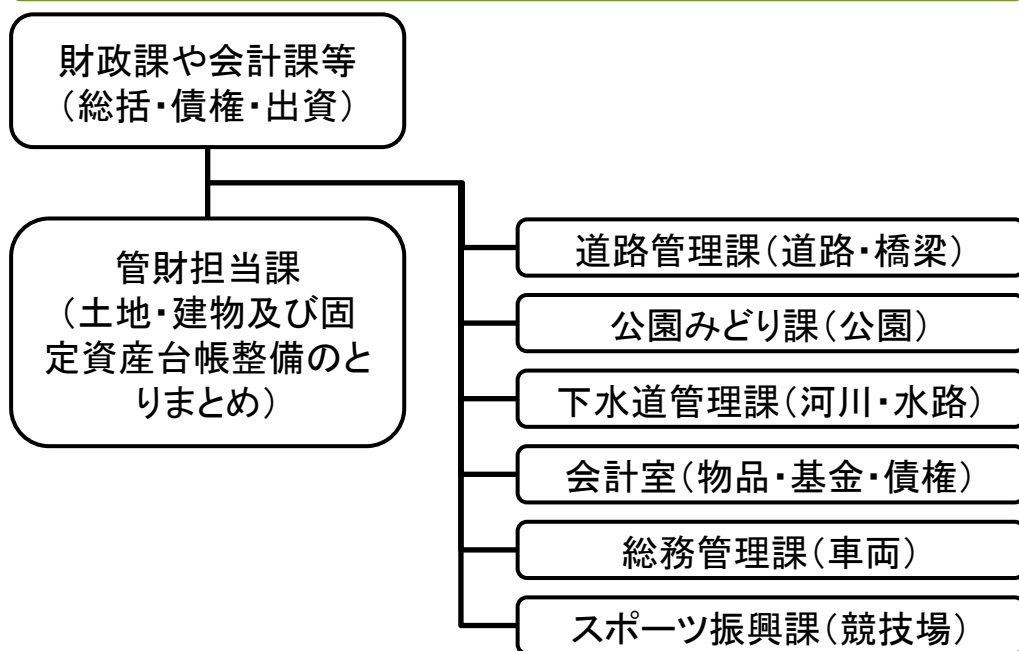 財政課や会計課等
（総括・債権・出資）
管財担当課
（土地・建物及び固
定資産台帳整備のと
りまとめ）
道路管理課（道路・橋梁）
公園みどり課（公園）
下水道管理課（河川・水路）
会計室（物品・基金・債権）
総務管理課（車両）
スポーツ振興課（競技場）